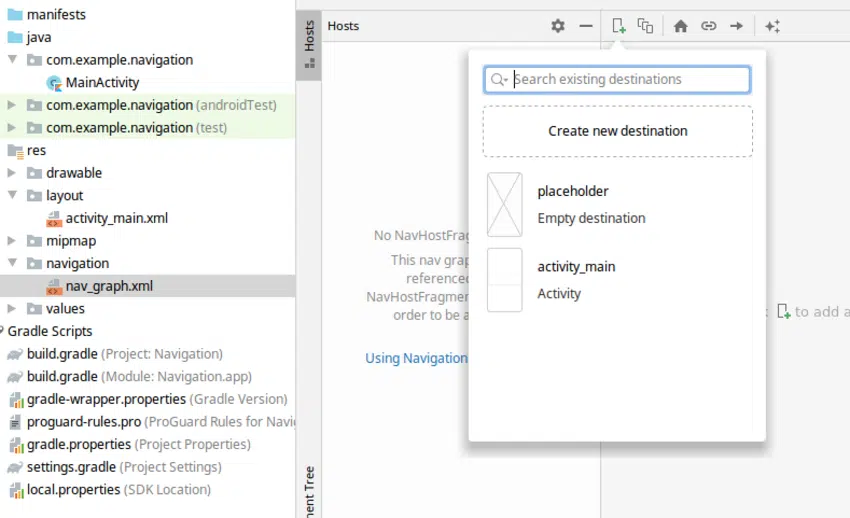 manifests
java
com.example.navigation
MainActivity
com.example.navigation (androidTest)
com.example.navigation (test)
res
drawable
layout
activity_main.xml
mipmap
navigation
nav_graph.xml
values
Gradle Scripts
build.gradle (Project: Navigation)
build.gradle (Module: Navigation.app)
gradle-wrapper.properties (Gradle Version)
proguard-rules.pro (ProGuard Rules for Navi
gradle.properties (Project Properties)
settings.gradle (Project Settings)
local.properties (SDK Location)
Hosts
nent Tree
Hosts
No NavHostFrag
This nav grap
referenced
NavHostFragmen
order to be a
Using Navigation
Search existing destinations
Create new destination
placeholder
Empty destination
activity_main
Activity
to add a